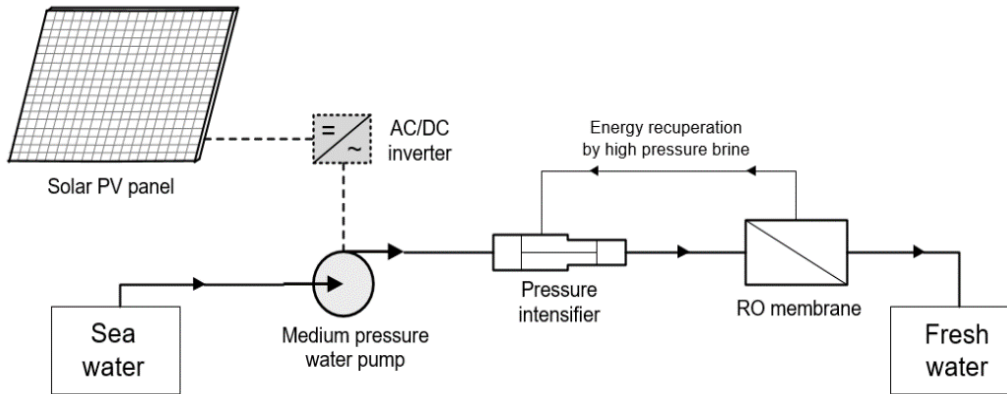 Solar PV panel
=
~
AC/DC
inverter
Energy recuperation
by high pressure brine
Sea
water
Medium pressure
water pump
Pressure
intensifier
RO membrane
Fresh
water